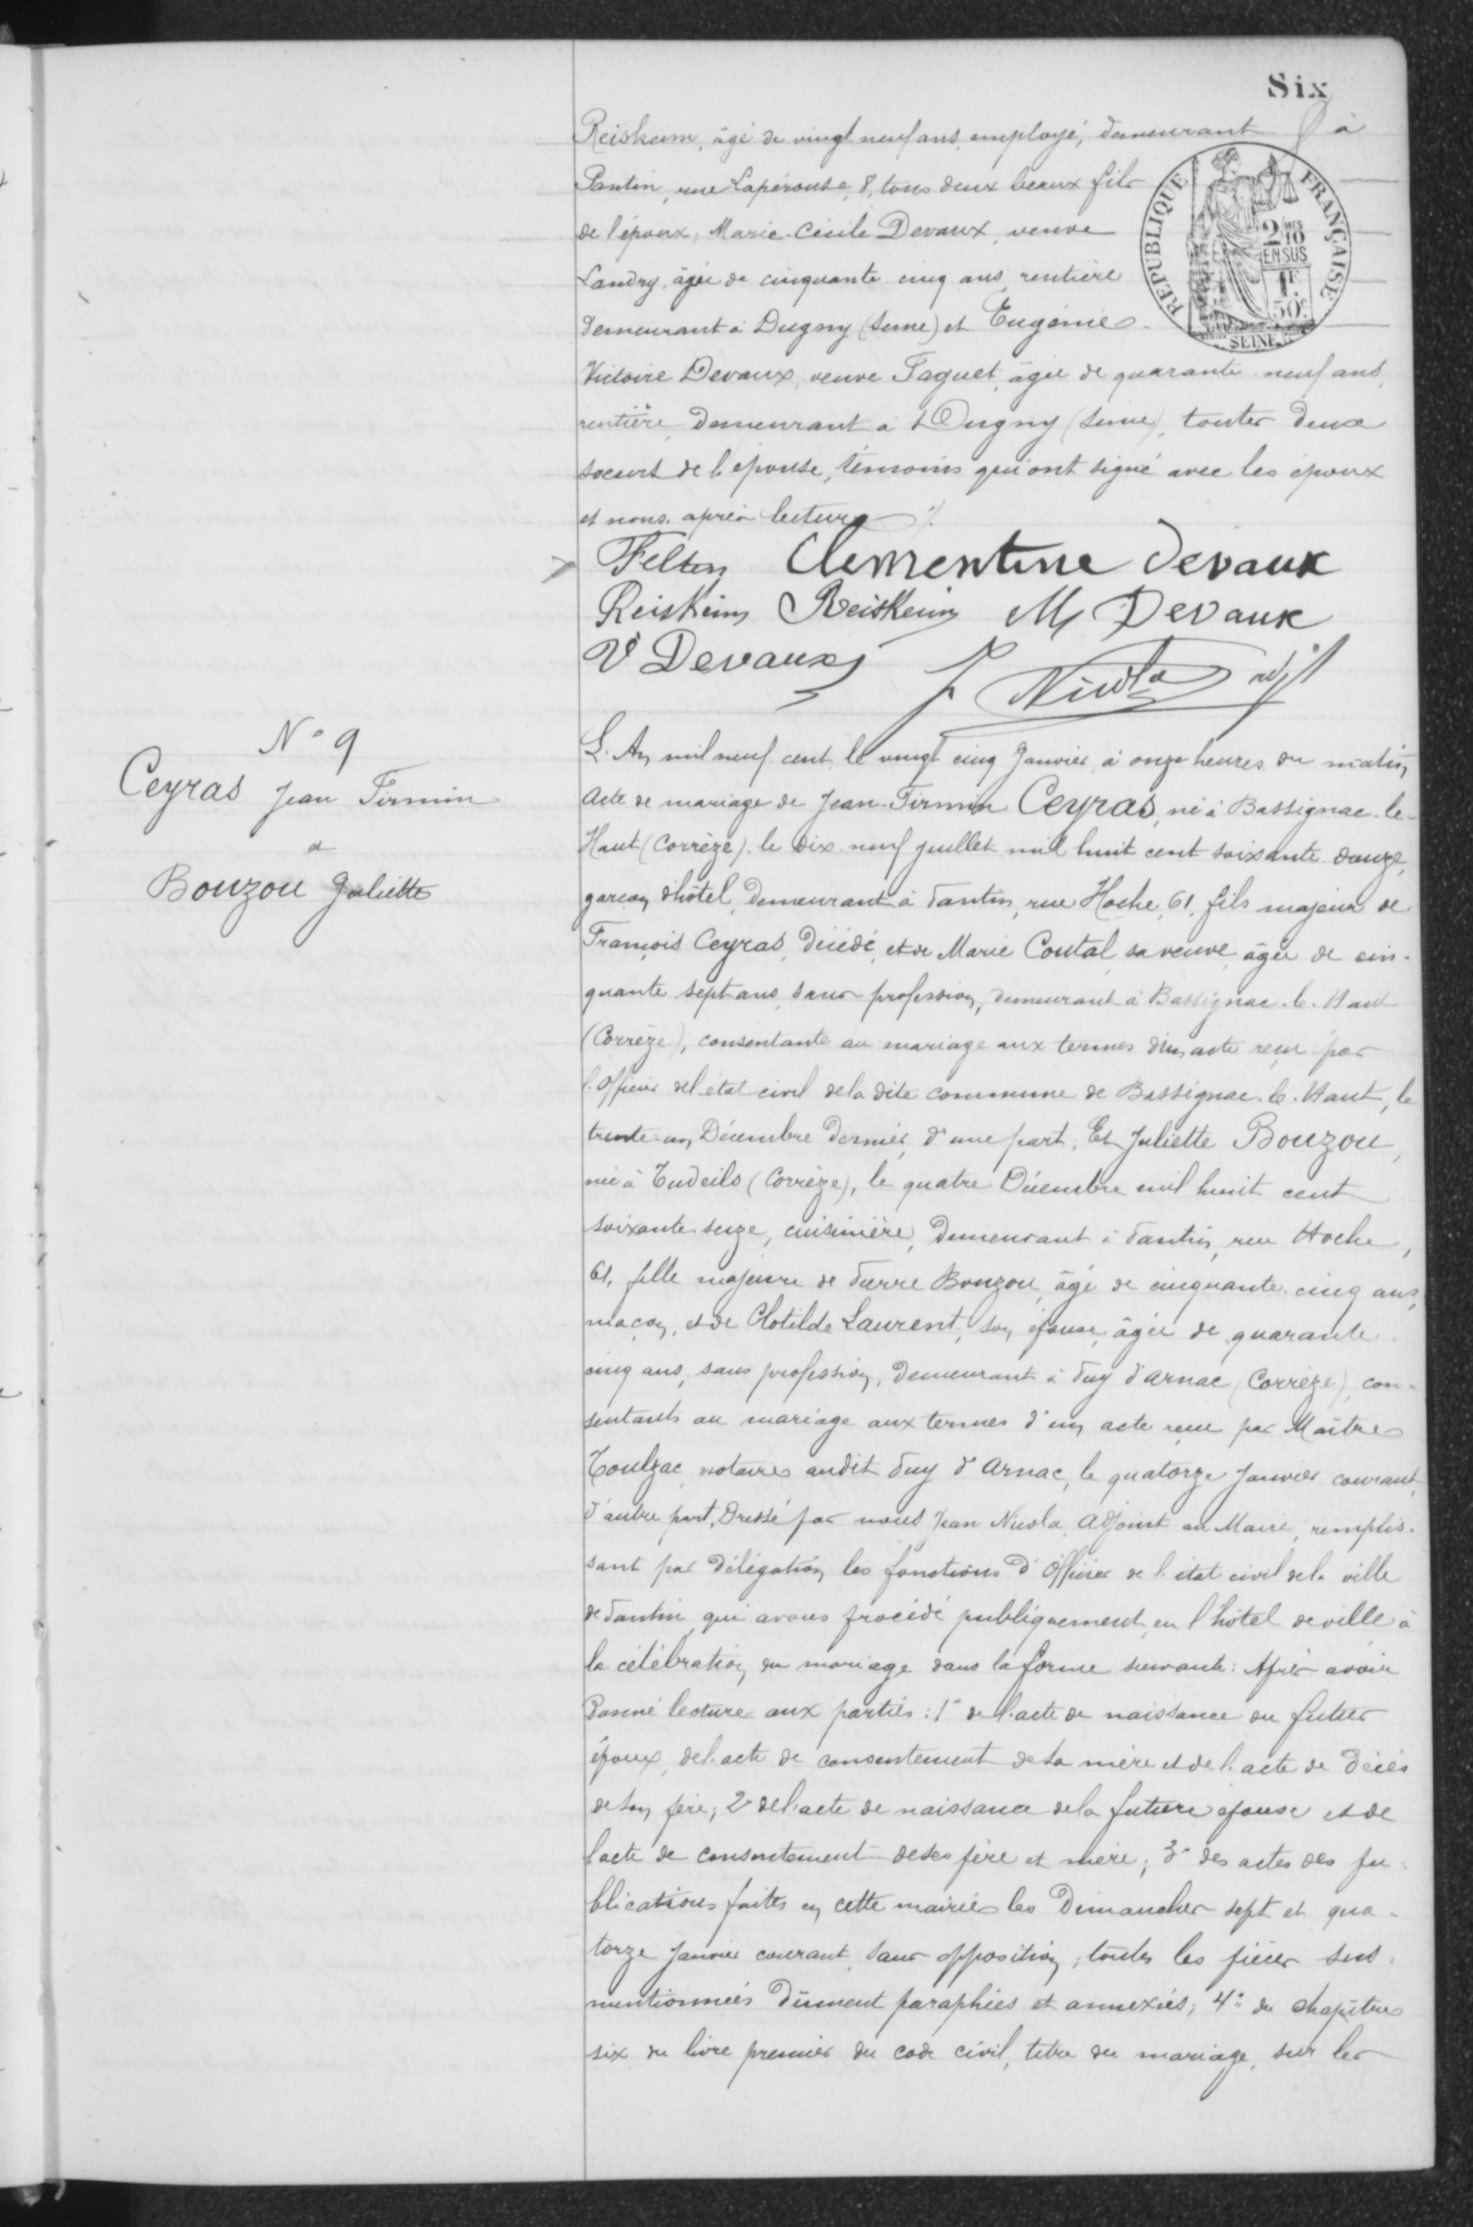 Six
Reiskeim, âgé de vingt neuf ans, employé, demeurant à
Pantin, rue Lapérouse, 8, tous deux beaux fils
de l'époux; Marie-Cécile Devaux, veuve
Landry, âgée de cinquante cinq ans, rentière
demeurant à Dugny (Seine) et Eugénie
Victoire Devaux, veuve Taquet, âgée de quarante-neuf ans,
rentière, demeurant à Dugny (Seine), toutes deux
soeurs de l'épouse, témoins qui ont signé avec les époux
et nous, après lecture ./.
Felten Clementine Devaux
Reiskeim Reiskeim M Devaux
V Devaux J Nicola adjt
REPUBLIQUE FRANÇAISE
2/10 MES
EN SUS
1F
50c
SEINE
N° 9
Ceyras Jean Firmin
et
Bouzou Juliette
L'An mil neuf cent, le vingt cinq Janvier, à onze heures du matin,
Acte de mariage de Jean-Firmin Ceyras, né à Bassignac-le-
Haut (Corrèze), le dix-neuf juillet mil huit cent soixante-douze,
garçon d'hôtel, demeurant à Pantin, rue Hoche, 61, fils majeur de
François Ceyras, décédé, et de Marie Coutal, sa veuve, âgée de cin-
quante sept ans, sans profession, demeurant à Bassignac-le-Haut
(Corrèze), consentante au mariage aux termes d'un acte reçu par
l'Officier de l'état civil de la dite commune de Bassignac-le-Haut, le
trente-un Décembre dernier, d'une part; Et Juliette Bouzou,
née à Tudeils (Corrèze), le quatre Décembre mil huit cent
soixante seize, cuisinière, demeurant à Pantin, rue Hoche,
61, fille majeure de Pierre Bouzou, âgé de cinquante-cinq ans,
maçon, et de Clotilde Laurent, son épouse, âgée de quarante
cinq ans, sans profession, demeurant à Puy d'Arnac (Corrèze), con-
sentants au mariage aux termes d'un acte reçu par Maître
Toulzac, notaire audit Puy d'Arnac, le quatorze Janvier courant,
d'autre part. Dressé par nous Jean Nicola, Adjoint au Maire, remplis-
sant par délégation les fonctions d'Officier de l'état civil de la ville
de Pantin, qui avons procédé publiquement, en l'hôtel de ville à
la célébration du mariage dans la forme suivante: Après avoir
donné lecture aux parties: 1° de l'acte de naissance du futur
époux, de l'acte de consentement de sa mère et de l'acte de décès
de son père; 2° de l'acte de naissance de la future épouse et de
l'acte de consentement de ses père et mère; 3° des actes des pu-
blications faites en cette mairie les Dimanches sept et qua-
torze Janvier courant, sans opposition; toutes les pièces sus-
mentionnées dûment paraphées et annexées; 4° du chapitre
six du livre premier du code civil, titre du mariage, sur les